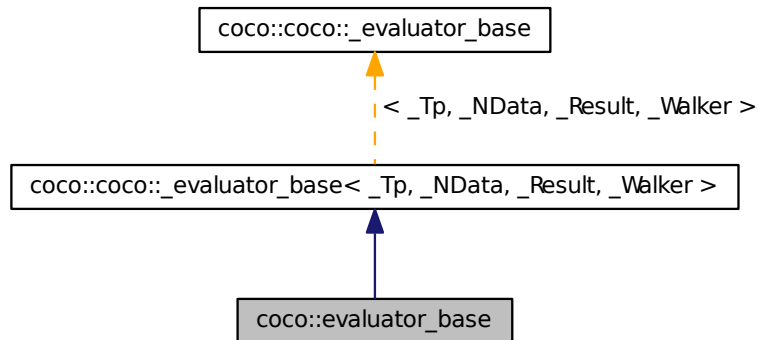 coco::coco::_evaluator_base
< _Tp, _NData, _Result, _Walker >
coco::coco::_evaluator_base< _Tp, _NData, _Result, _Walker >
coco::evaluator_base